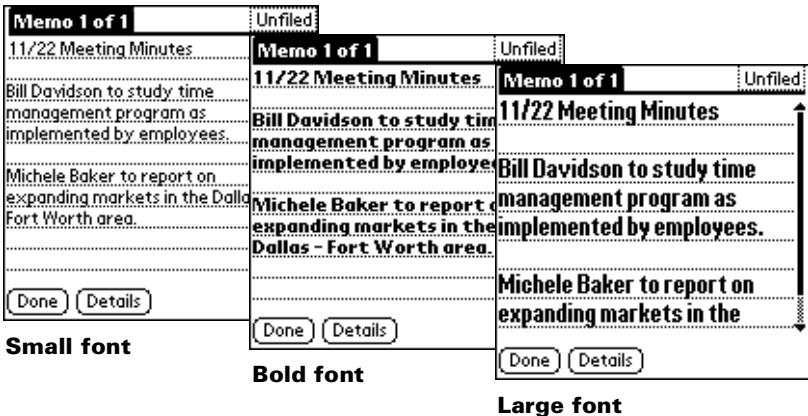 Memo 1 of 1 Unfiled
11/22 Meeting Minutes
Bill Davidson to study time
management program as
implemented by employees.
Michele Baker to report on
expanding markets in the Dalla
Fort Worth area.
Done Details
Small font
Memo 1 of 1 Unfiled
11/22 Meeting Minutes
Bill Davidson to study tim
management program as
implemented by employe
Michele Baker to report
expanding markets in the
Dallas - Fort Worth area.
Done Details
Bold font
Memo 1 of 1 Unfiled
11/22 Meeting Minutes
Bill Davidson to study time
management program as
implemented by employees.
Michele Baker to report on
expanding markets in the
Done Details
Large font